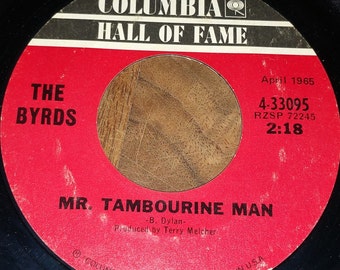 COLUMBIA
HALL OF FAME
April 1965
THE
BYRDS
4-33095
RZSP 72245
2:18
MR. TAMBOURINE MAN
-B. Dylan-
Produced by Terry Melcher